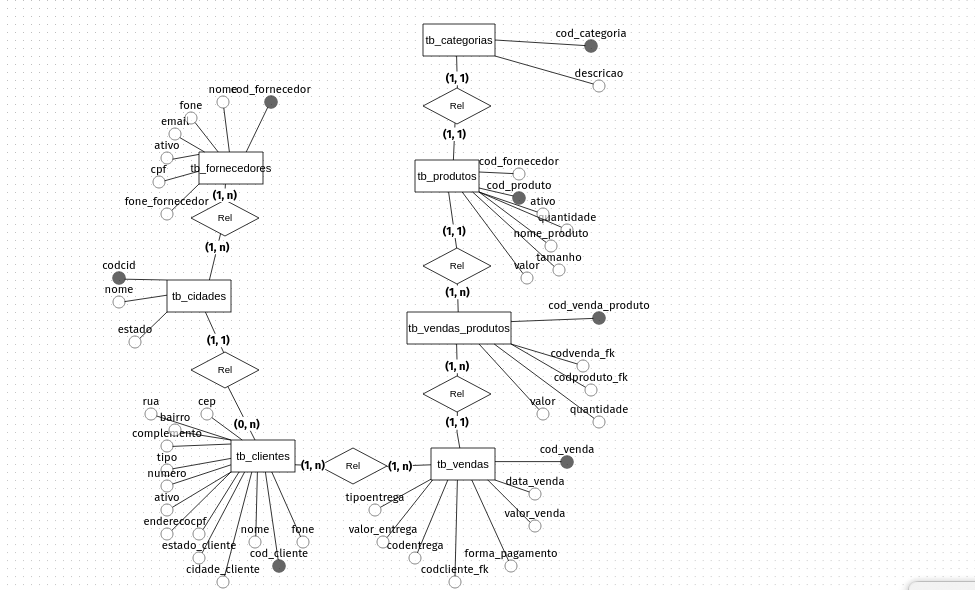 tb_categorias
cod_categoria
descricao
(1, 1)
Rel
(1, 1)
nome
cod_fornecedor
fone
email
ativo
cpf
fone_fornecedor
tb_fornecedores
(1, n)
Rel
(1, n)
tb_produtos
cod_fornecedor
cod_produto
ativo
quantidade
nome_produto
tamanho
valor
(1, 1)
Rel
(1, n)
codcid
nome
estado
tb_cidades
(1, 1)
Rel
(0, n)
tb_vendas_produtos
cod_venda_produto
codvenda_fk
codproduto_fk
quantidade
valor
(1, n)
Rel
(1, 1)
rua
cep
bairro
complemento
tipo
numero
ativo
endereco
cpf
estado_cliente
cidade_cliente
nome
cod_cliente
fone
tb_clientes
(1, n)
Rel
(1, n)
tb_vendas
cod_venda
data_venda
valor_venda
tipoentrega
valor_entrega
codentrega
codcliente_fk
forma_pagamento